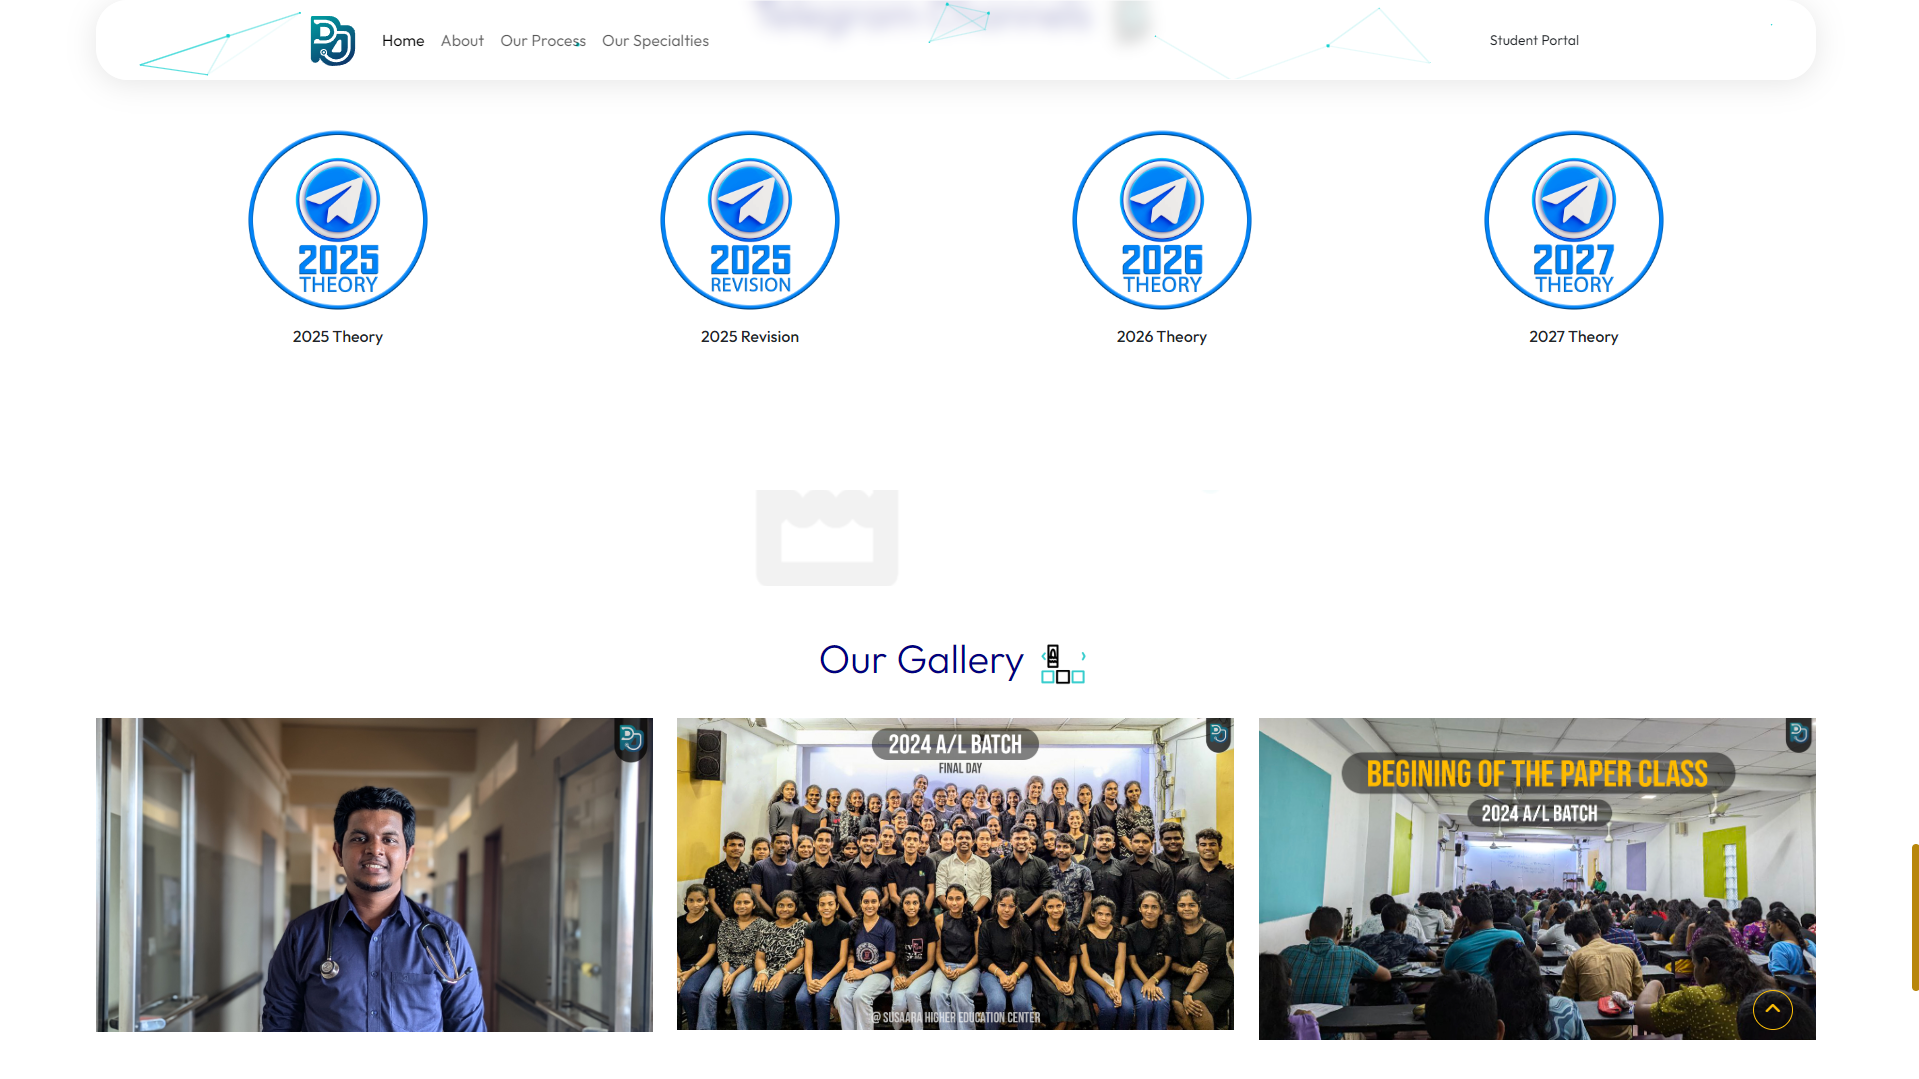 Telegram Channels
Home
About
Our Process
Our Specialties
Student Portal
2025
THEORY
2025 Theory
2025
REVISION
2025 Revision
2026
THEORY
2026 Theory
2027
THEORY
2027 Theory
Our Gallery
2024 A/L BATCH
FINAL DAY
@ SUSAARA HIGHER EDUCATION CENTER
BEGINING OF THE PAPER CLASS
2024 A/L BATCH